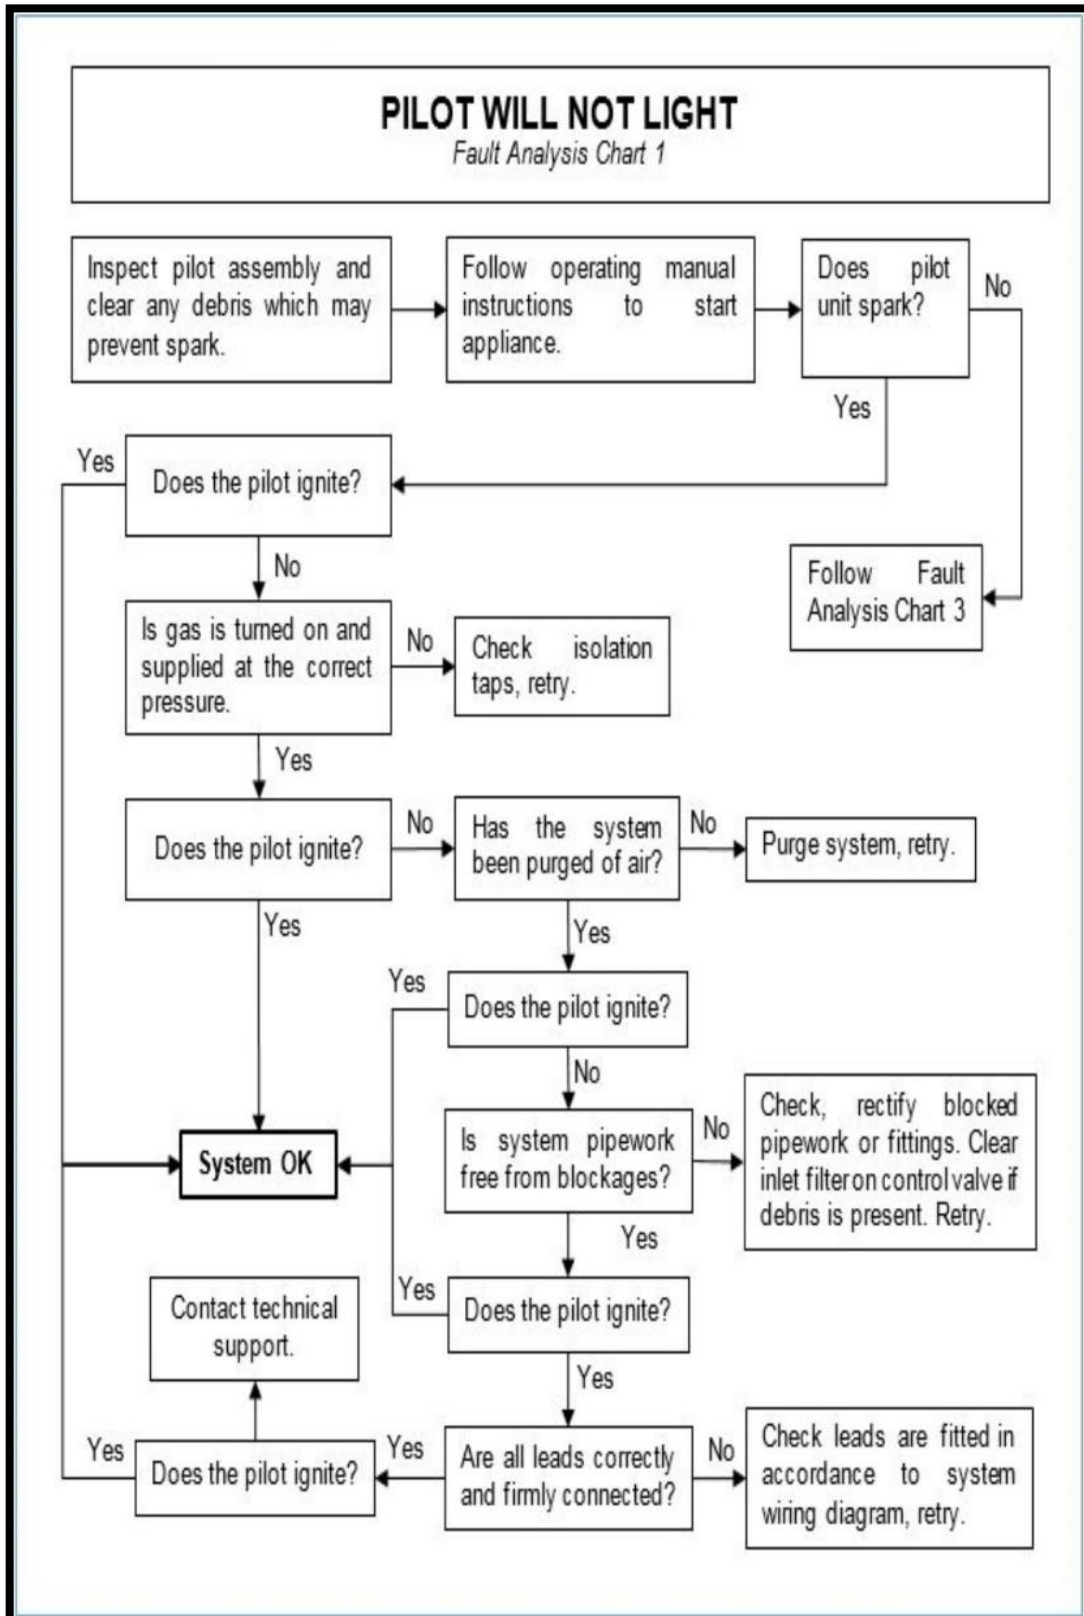 PILOT WILL NOT LIGHT
Fault Analysis Chart 1
Inspect pilot assembly and
clear any debris which may
prevent spark.
Follow operating manual
instructions to start
appliance.
Does pilot
unit spark?
No
Yes
Yes
Does the pilot ignite?
No
Follow Fault
Analysis Chart 3
Is gas is turned on and
supplied at the correct
pressure.
No
Check isolation
taps, retry.
Yes
Does the pilot ignite?
No
Has the system
been purged of air?
No
Purge system, retry.
Yes
Yes
Yes
Does the pilot ignite?
No
Is system pipework
free from blockages?
No
Check, rectify blocked
pipework or fittings. Clear
inlet filter on control valve if
debris is present. Retry.
System OK
Yes
Yes
Does the pilot ignite?
Contact technical
support.
Yes
Yes
Does the pilot ignite?
Yes
Are all leads correctly
and firmly connected?
No
Check leads are fitted in
accordance to system
wiring diagram, retry.